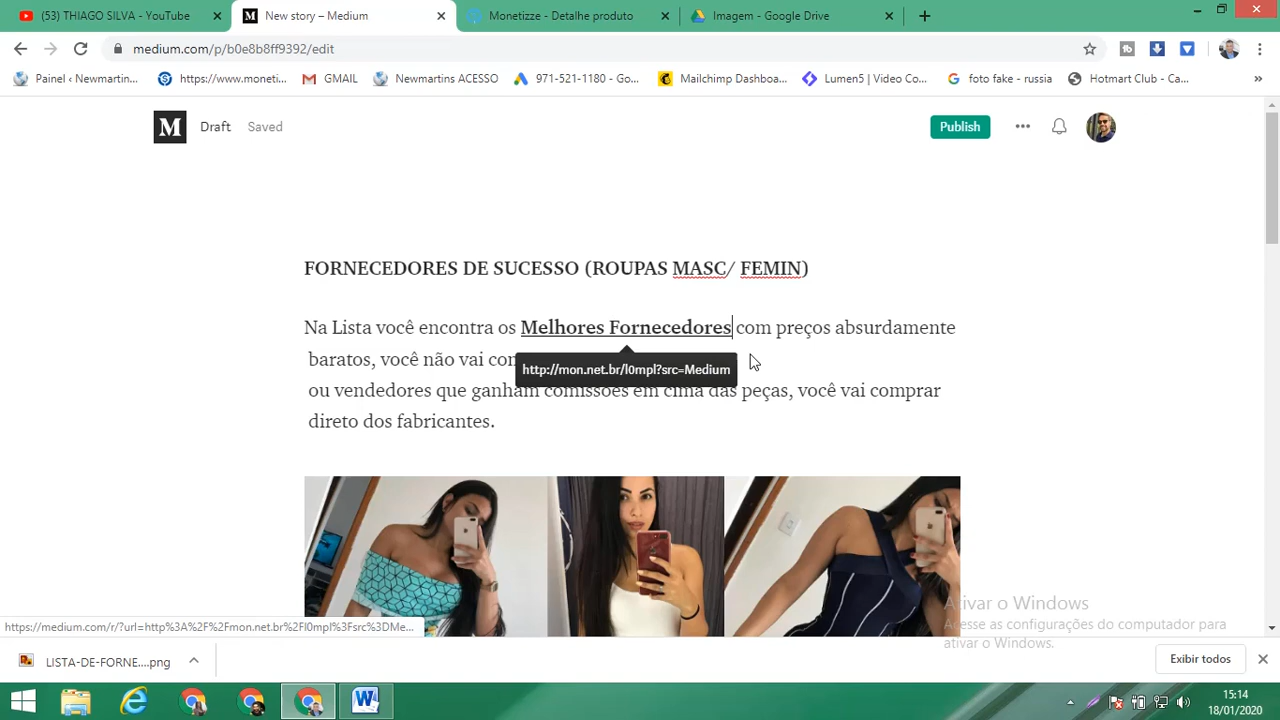 (53) THIAGO SILVA - YouTube
New story – Medium
Monetizze - Detalhe produto
Imagem - Google Drive
medium.com/p/b0e8b8ff9392/edit
Painel ‹ Newmartin...
https://www.moneti...
GMAIL
Newmartins ACESSO
971-521-1180 - Go...
Mailchimp Dashboa...
Lumen5 | Video Co...
foto fake - russia
Hotmart Club - Ca...
»
M
Draft
Saved
Publish
FORNECEDORES DE SUCESSO (ROUPAS MASC/ FEMIN)
Na Lista você encontra os Melhores Fornecedores com preços absurdamente
baratos, você não vai
http://mon.net.br/l0mpl?src=Medium
ou vendedores que ganham comissões em cima das peças, você vai comprar
direto dos fabricantes.
Ativar o Windows
Acesse as configurações do computador para
ativar o Windows.
https://medium.com/r/?url=http%3A%2F%2Fmon.net.br%2Fl0mpl%3Fsrc%3DMe...
LISTA-DE-FORNE....png
Exibir todos
15:14
18/01/2020